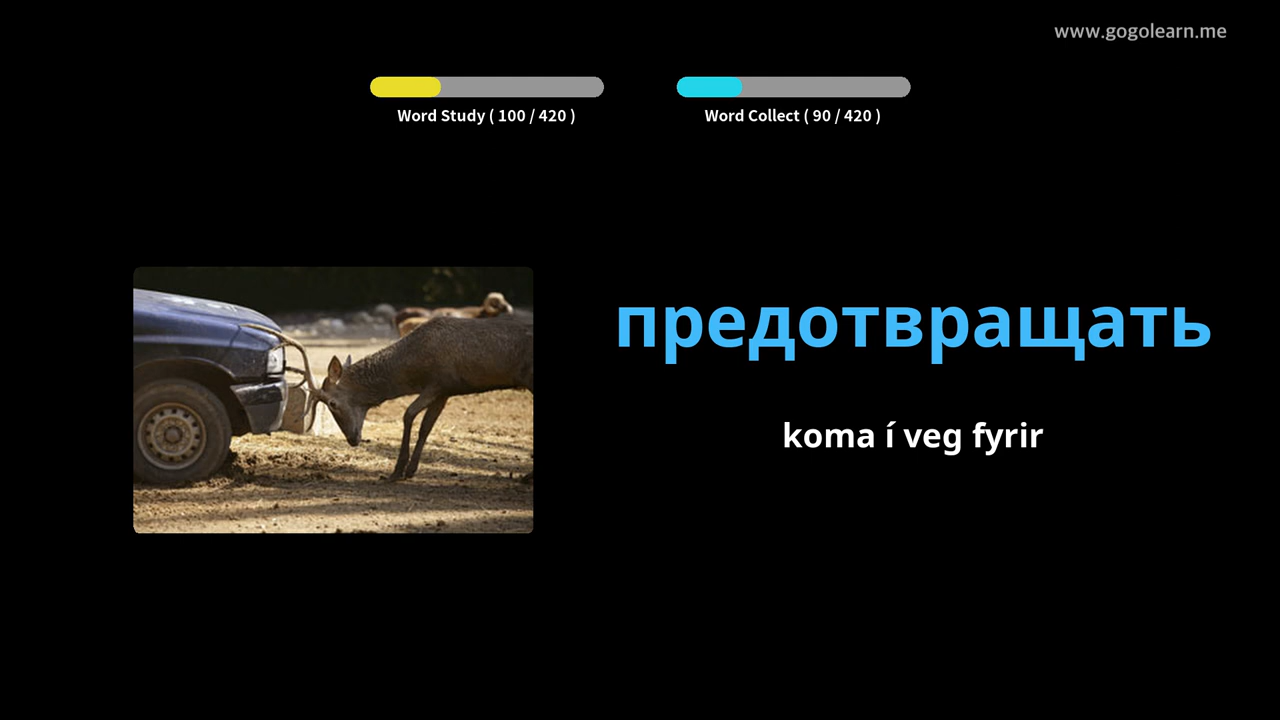 www.gogolearn.me
Word Study ( 100 / 420 )
Word Collect ( 90 / 420 )
предотвращать
koma í veg fyrir